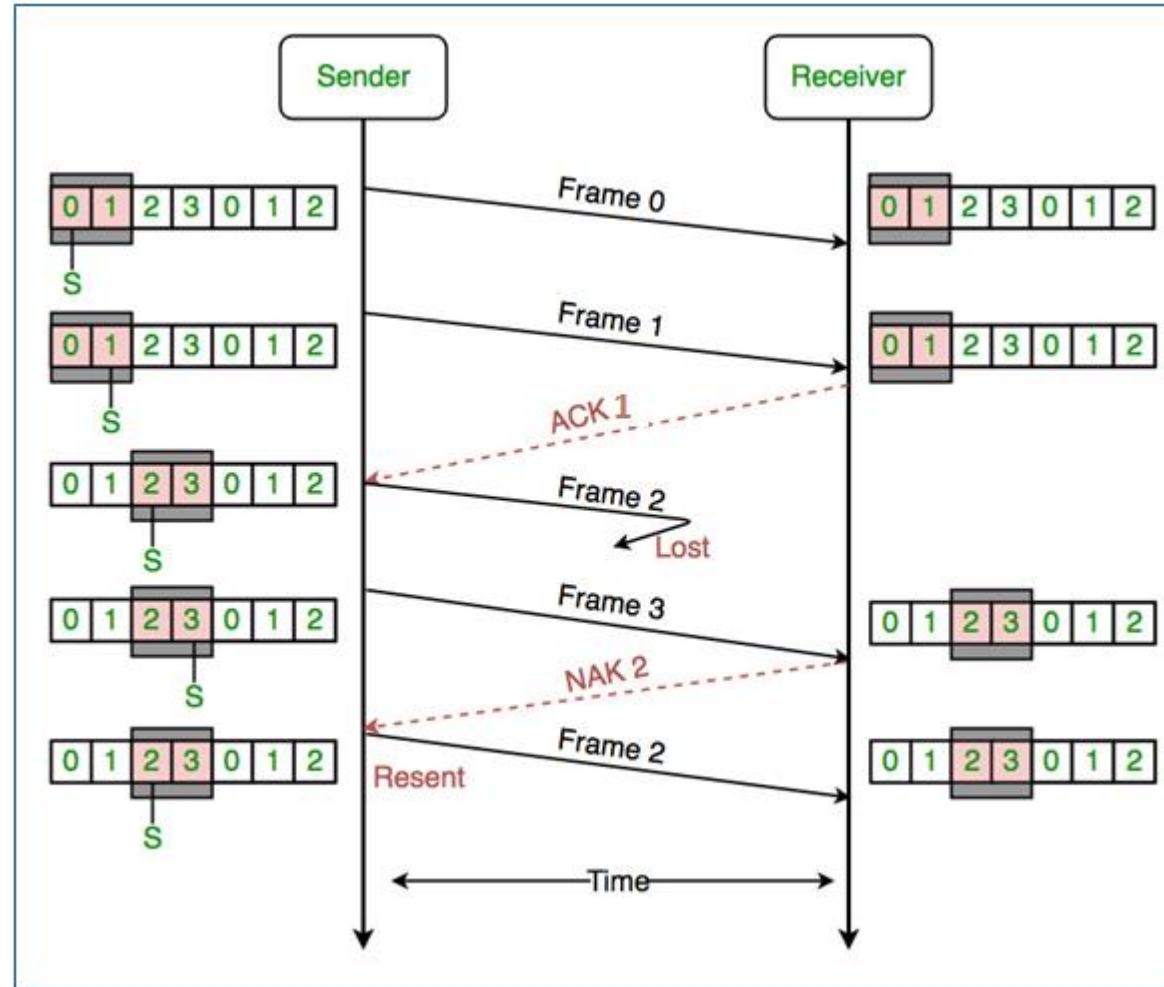 Sender
Receiver
0 1 2 3 0 1 2
Frame 0
0 1 2 3 0 1 2
S
0 1 2 3 0 1 2
Frame 1
0 1 2 3 0 1 2
S
ACK 1
0 1 2 3 0 1 2
Frame 2
Lost
S
0 1 2 3 0 1 2
Frame 3
0 1 2 3 0 1 2
S
NAK 2
0 1 2 3 0 1 2
Frame 2
0 1 2 3 0 1 2
Resent
S
Time